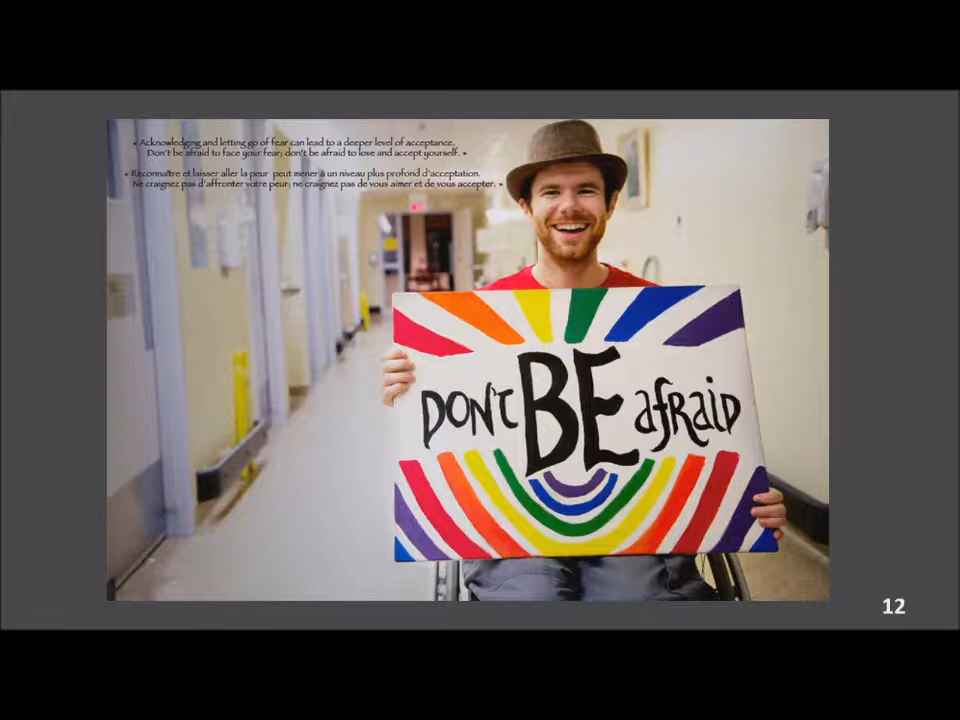 « Acknowledging and letting go of fear can lead to a deeper level of acceptance.
Don't be afraid to face your fear; don't be afraid to love and accept yourself. »
« Reconnaître et laisser aller la peur peut mener à un niveau plus profond d'acceptation.
Ne craignez pas d'affronter votre peur; ne craignez pas de vous aimer et de vous accepter. »
DON'T BE afRaiD
12